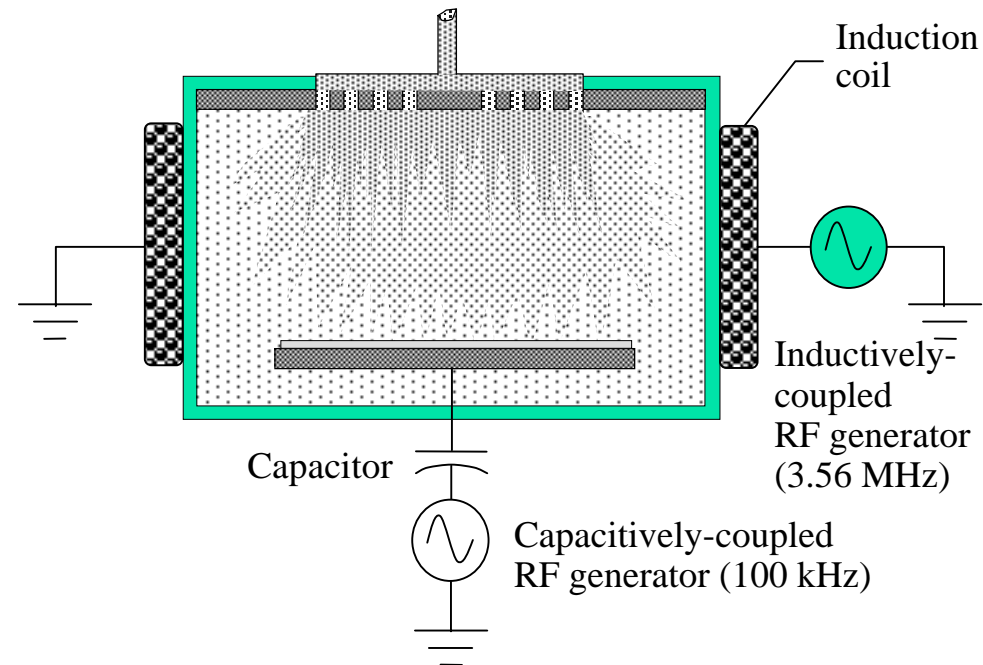 Induction
coil
Inductively-
coupled
RF generator
(3.56 MHz)
Capacitor
Capacitively-coupled
RF generator (100 kHz)